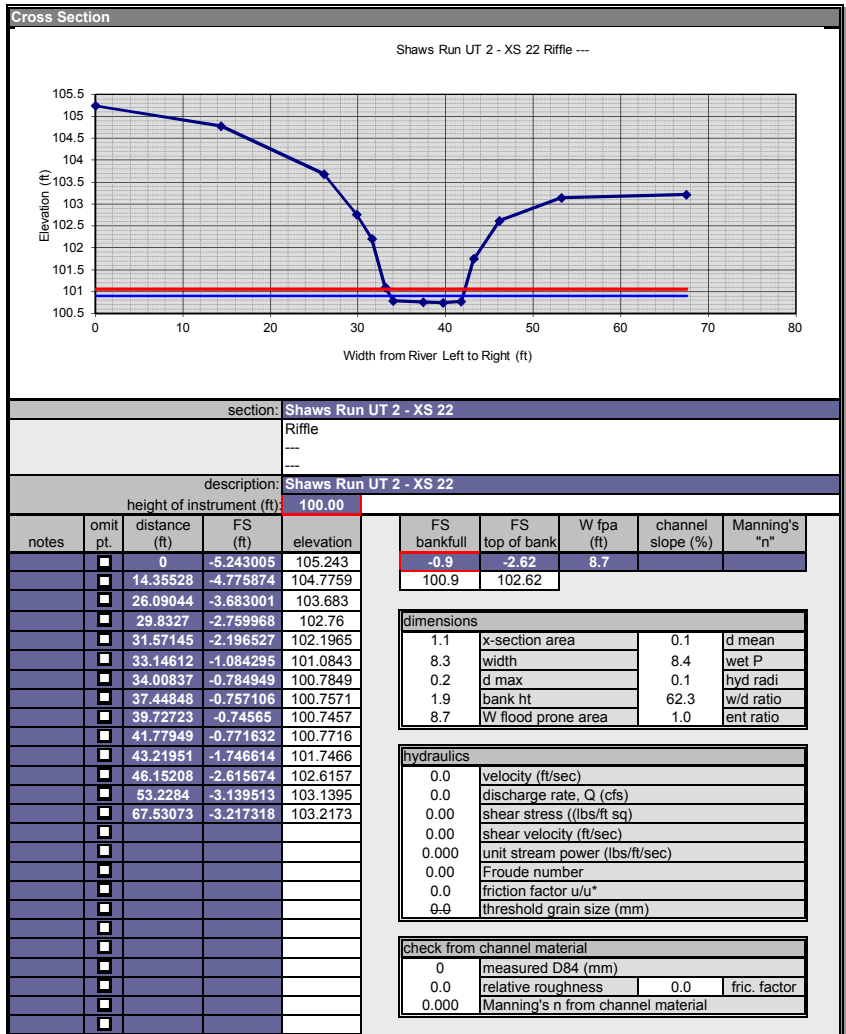 Cross Section
Shaws Run UT 2 - XS 22 Riffle ---
105.5
105
104.5
104
103.5
103
102.5
102
101.5
101
100.5
Elevation (ft)
0 10 20 30 40 50 60 70 80
Width from River Left to Right (ft)
section: Shaws Run UT 2 - XS 22
Riffle
---
---
description: Shaws Run UT 2 - XS 22
height of instrument (ft): 100.00
omit distance FS FS FS W fpa channel Manning's
notes pt. (ft) (ft) elevation bankfull top of bank (ft) slope (%) "n"
0 -5.243005 105.243 -0.9 -2.62 8.7
14.35528 -4.775874 104.7759 100.9 102.62
26.09044 -3.683001 103.683
29.8327 -2.759968 102.76 dimensions
31.57145 -2.196527 102.1965 1.1 x-section area 0.1 d mean
33.14612 -1.084295 101.0843 8.3 width 8.4 wet P
34.00837 -0.784949 100.7849 0.2 d max 0.1 hyd radi
37.44848 -0.757106 100.7571 1.9 bank ht 62.3 w/d ratio
39.72723 -0.74565 100.7457 8.7 W flood prone area 1.0 ent ratio
41.77949 -0.771632 100.7716
43.21951 -1.746614 101.7466 hydraulics
46.15208 -2.615674 102.6157 0.0 velocity (ft/sec)
53.2284 -3.139513 103.1395 0.0 discharge rate, Q (cfs)
67.53073 -3.217318 103.2173 0.00 shear stress ((lbs/ft sq)
0.00 shear velocity (ft/sec)
0.000 unit stream power (lbs/ft/sec)
0.00 Froude number
0.0 friction factor u/u*
0.0 threshold grain size (mm)
check from channel material
0 measured D84 (mm)
0.0 relative roughness 0.0 fric. factor
0.000 Manning's n from channel material